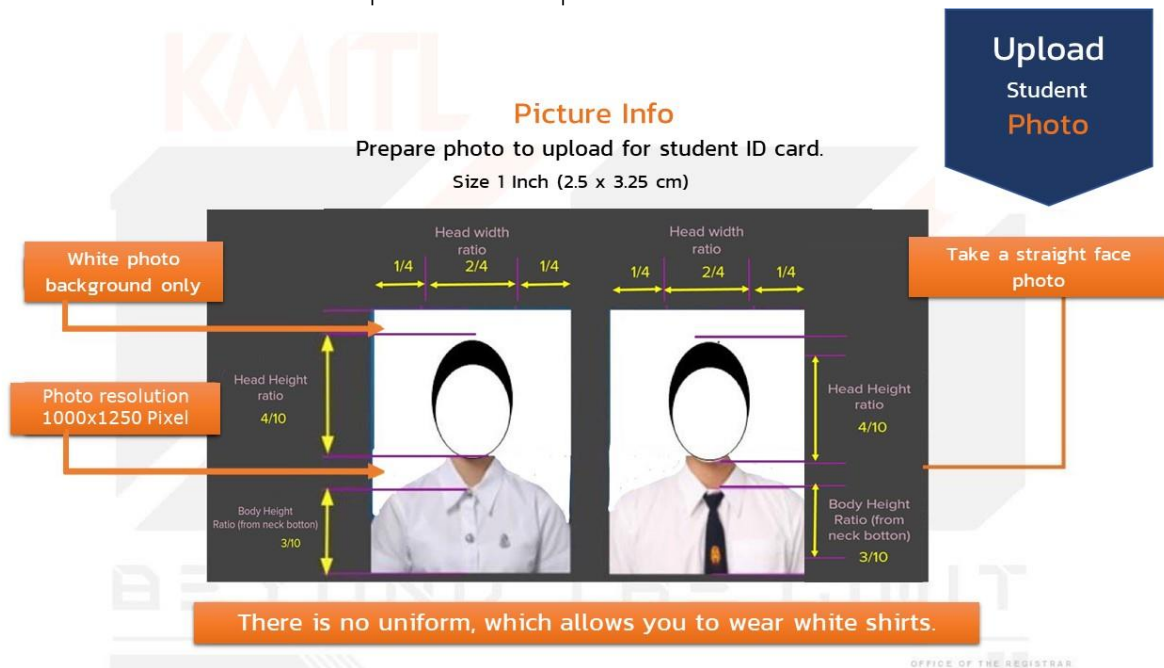 KMITL
Upload
Student
Photo
Picture Info
Prepare photo to upload for student ID card.
Size 1 Inch (2.5 x 3.25 cm)
Head width
ratio
1/4
2/4
1/4
Head width
ratio
1/4
2/4
1/4
White photo
background only
Take a straight face
photo
Head Height
ratio
4/10
Photo resolution
1000x1250 Pixel
Head Height
ratio
4/10
Body Height
Ratio (from neck botton)
3/10
Body Height
Ratio (from
neck botton)
3/10
BEYOND THE LIMIT
There is no uniform, which allows you to wear white shirts.
OFFICE OF THE REGISTRAR